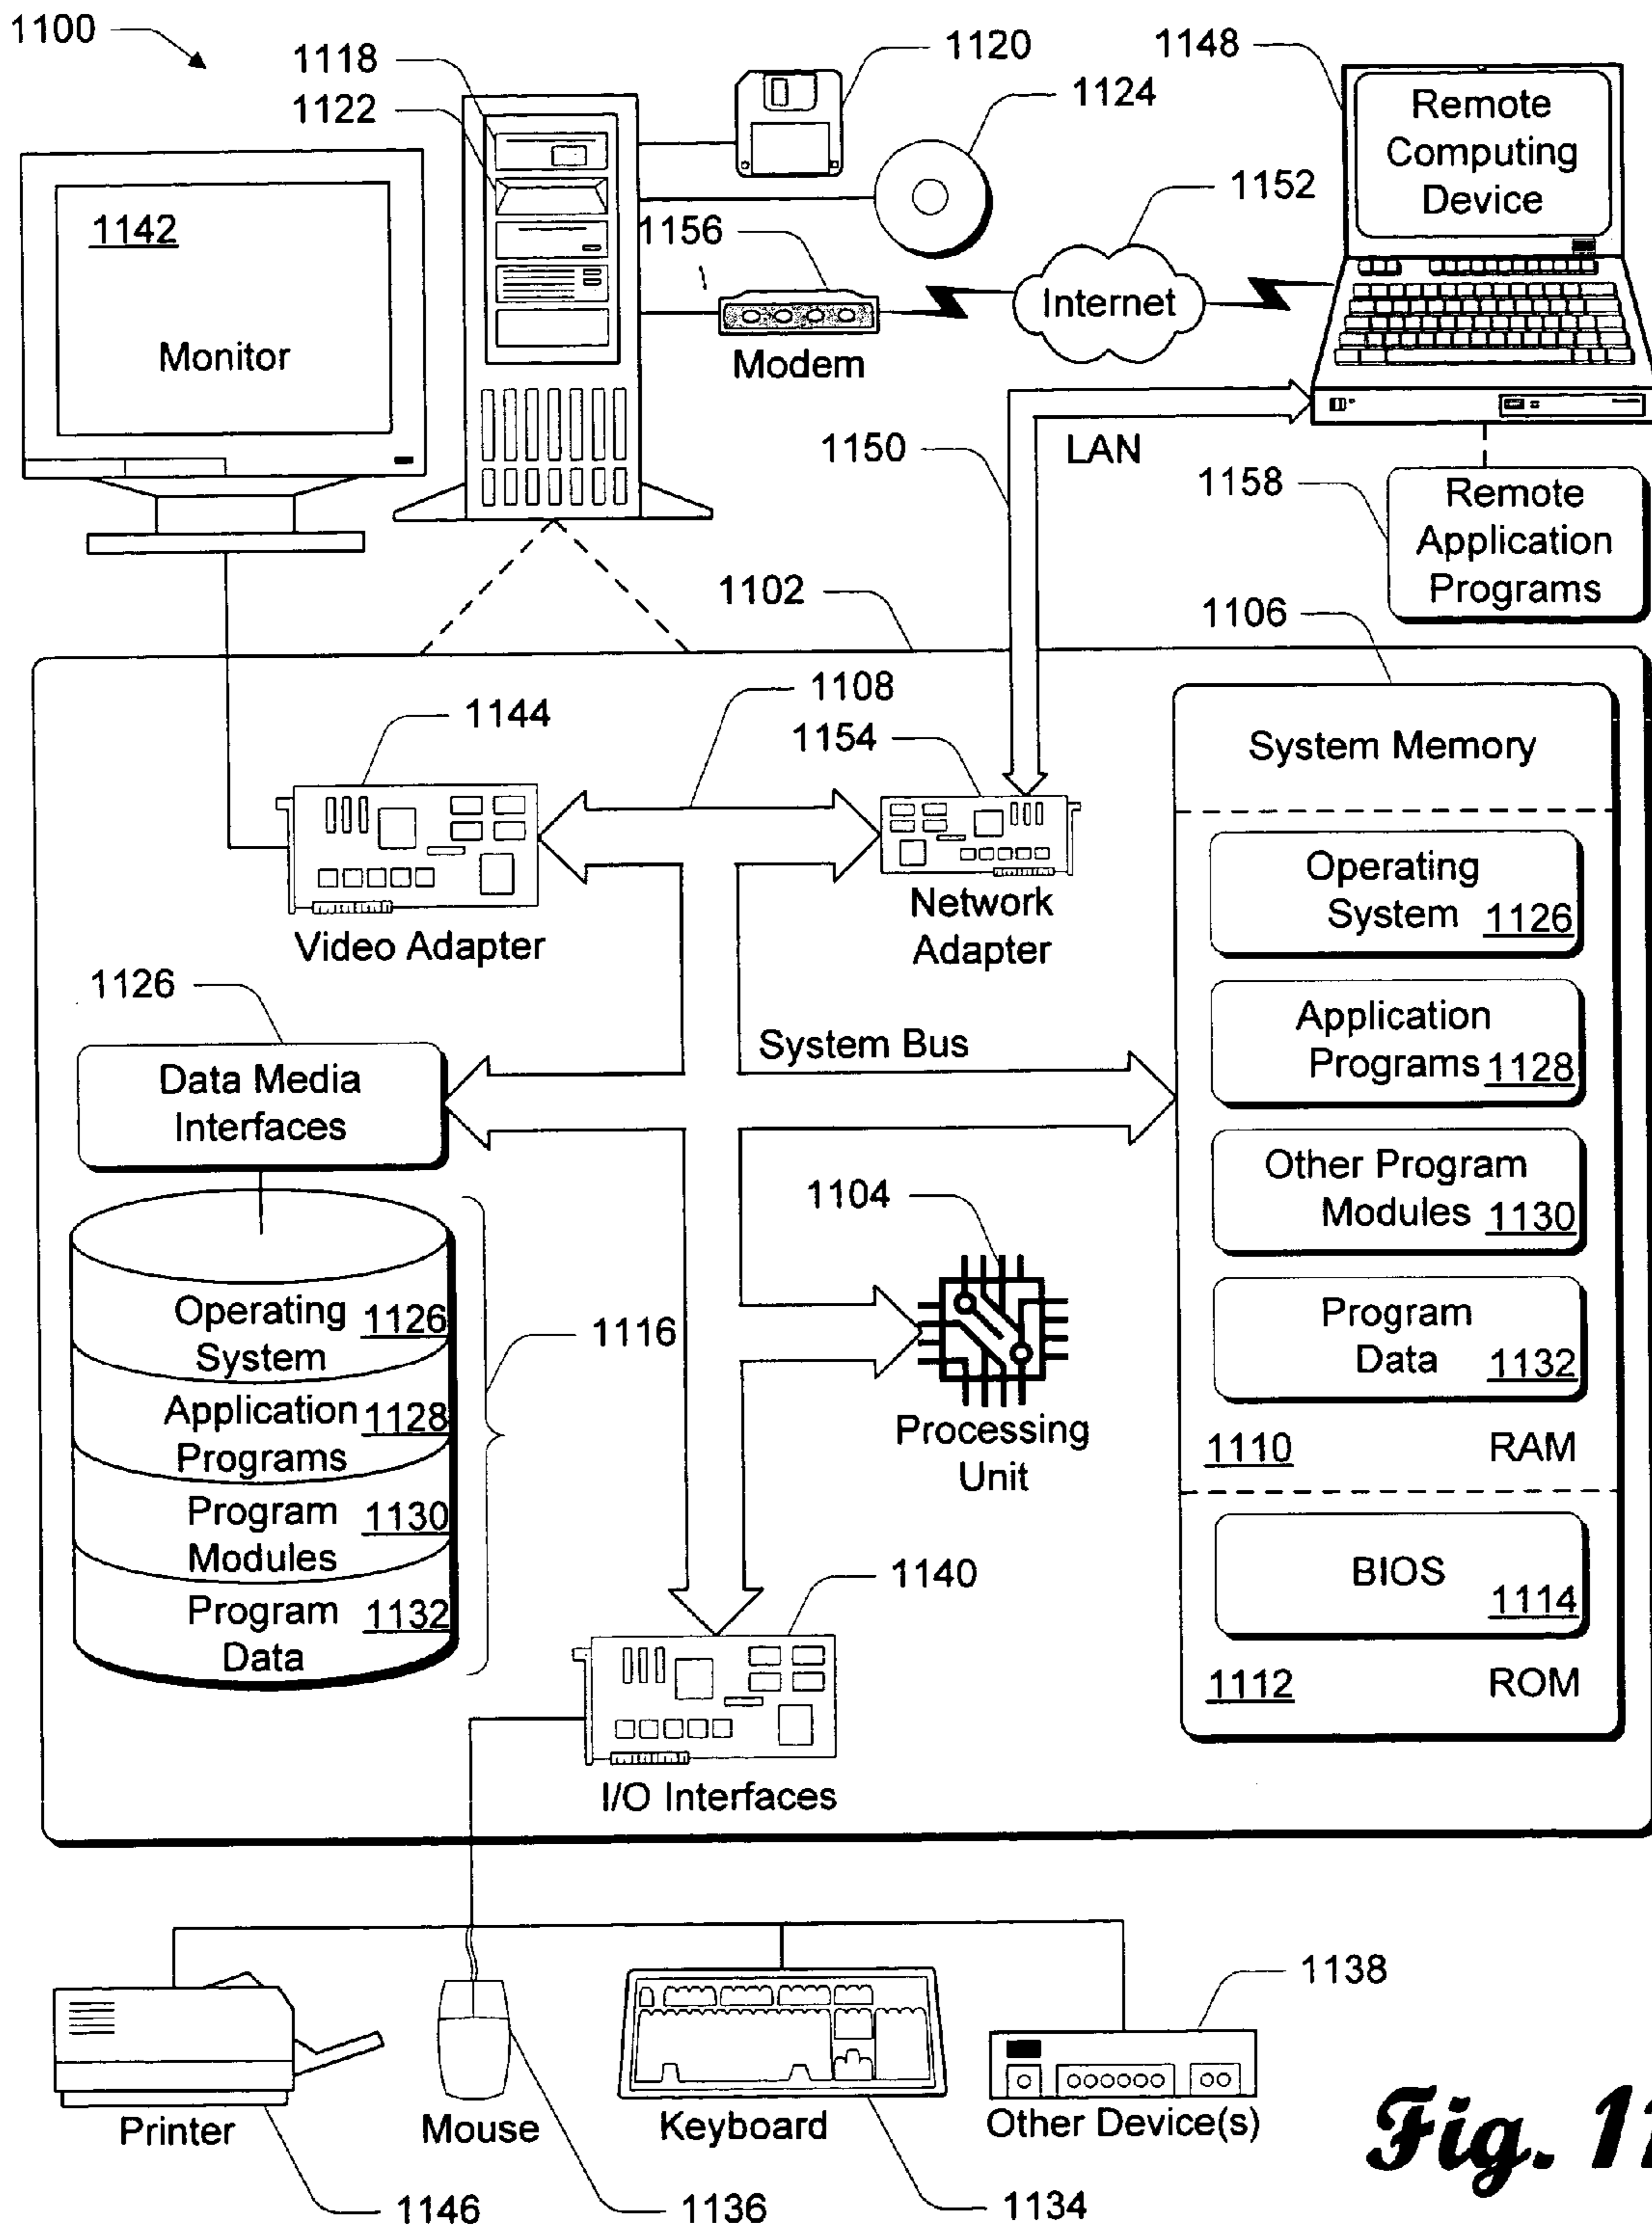 1100
1118
1122
1120
1124
1148
Remote
Computing
Device
1142
Monitor
1156
Modem
1152
Internet
1150
LAN
1158
Remote
Application
Programs
1102
1106
1108
1144
1154
System Memory
Video Adapter
Network
Adapter
Operating
System 1126
Application
Programs 1128
Other Program
Modules 1130
Program
Data 1132
1110 RAM
BIOS
1114
1112 ROM
1126
Data Media
Interfaces
System Bus
1104
Processing
Unit
Operating
System 1126
Application
Programs 1128
Program
Modules 1130
Program
Data 1132
1116
1140
I/O Interfaces
1138
Printer
Mouse
Keyboard
Other Device(s)
1146
1136
1134
Fig. 11